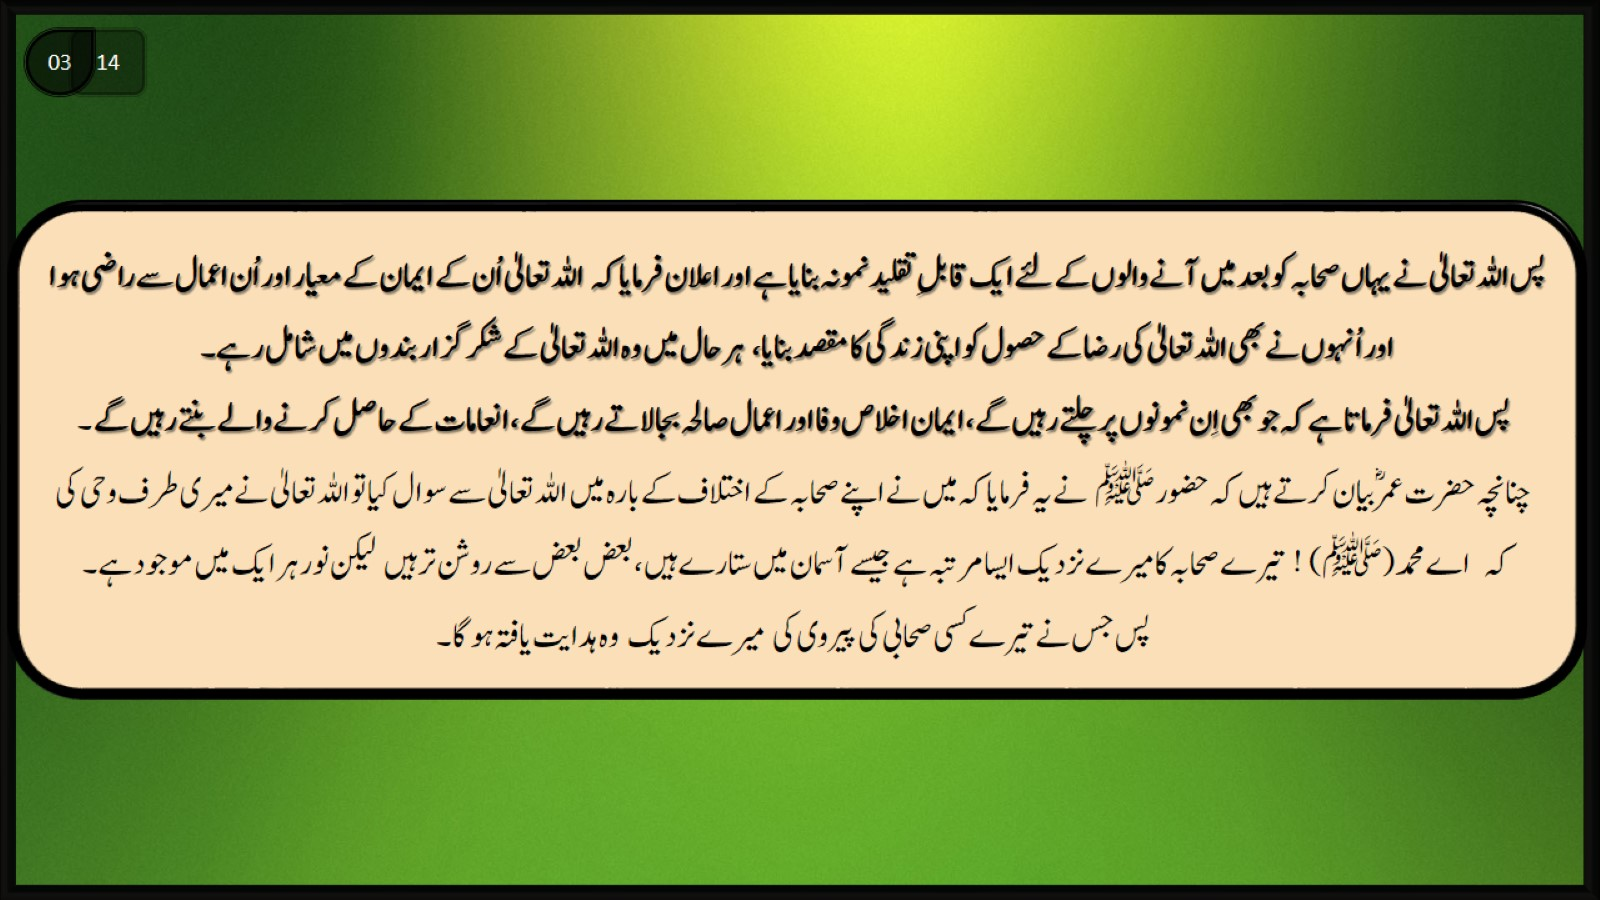 03 14
پس اللہ تعالیٰ نے یہاں صحابہ کو بعد میں آنے والوں کے لئے ایک قابلِ تقلید نمونہ بنایا ہے اور اعلان فرمایا کہ اللہ تعالیٰ اُن کے ایمان کے معیار اور اُن اعمال سے راضی ہوا
اور اُنہوں نے بھی اللہ تعالیٰ کی رضا کے حصول کو اپنی زندگی کا مقصد بنایا، ہر حال میں وہ اللہ تعالیٰ کے شکر گزار بندوں میں شامل رہے۔
پس اللہ تعالیٰ فرماتا ہے کہ جو بھی اِن نمونوں پر چلتے رہیں گے، ایمان اخلاص وفا اور اعمال صالحہ بجالاتے رہیں گے، انعامات کے حاصل کرنے والے بنتے رہیں گے۔
چنانچہ حضرت عمرؓ بیان کرتے ہیں کہ حضور ﷺ نے یہ فرمایا کہ میں نے اپنے صحابہ کے اختلاف کے بارہ میں اللہ تعالیٰ سے سوال کیا تو اللہ تعالیٰ نے میری طرف وحی کی
کہ اے محمد (ﷺ)! تیرے صحابہ کا میرے نزدیک ایسا مرتبہ ہے جیسے آسمان میں ستارے ہیں، بعض بعض سے روشن تر ہیں لیکن نور ہر ایک میں موجود ہے۔
پس جس نے تیرے کسی صحابی کی پیروی کی میرے نزدیک وہ ہدایت یافتہ ہو گا۔